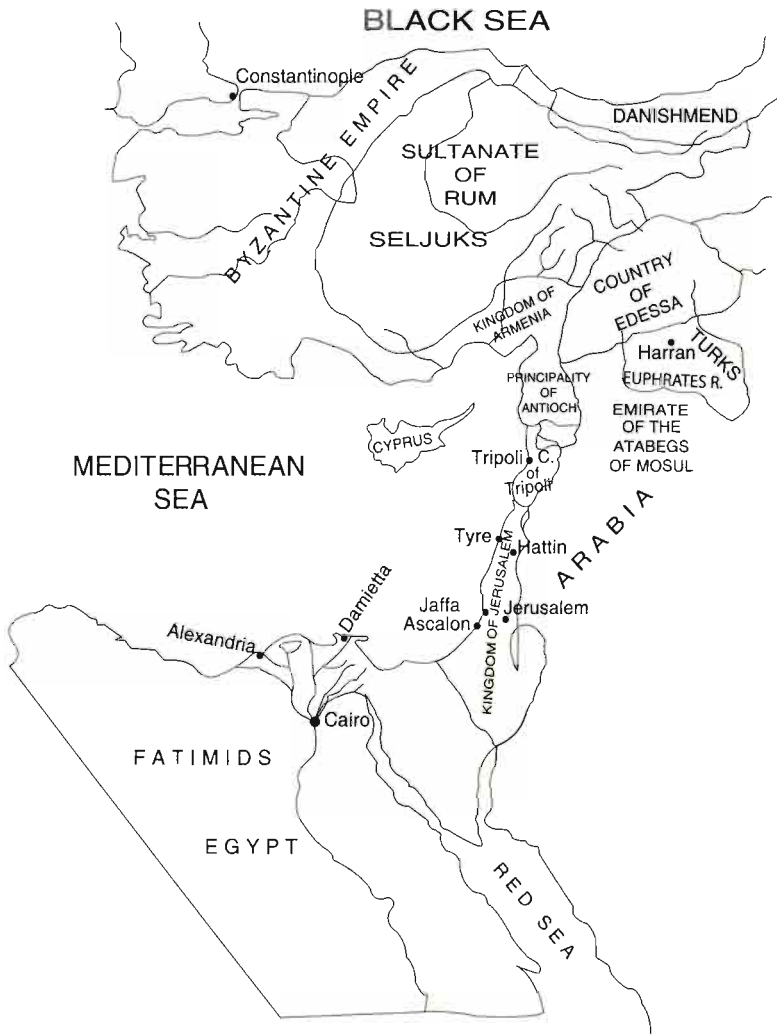 BLACK SEA
Constantinople
BYZANTINE EMPIRE
DANISHMEND
SULTANATE
OF
RUM
SELJUKS
KINGDOM OF
ARMENIA
COUNTRY
OF
EDESSA
TURKS
Harran
EUPHRATES R.
PRINCIPALITY
OF
ANTIOCH
EMIRATE
OF THE
ATABEGS
OF MOSUL
CYPRUS
MEDITERRANEAN
SEA
Tripoli
C.
of
Tripoli
ARABIA
Tyre
Hattin
KINGDOM OF JERUSALEM
Jaffa
Ascalon
Jerusalem
Damietta
Alexandria
Cairo
FATIMIDS
EGYPT
RED SEA